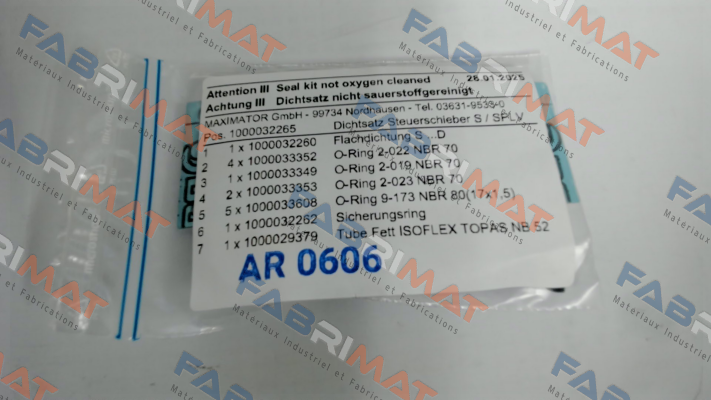 Attention III Seal kit not oxygen cleaned 28.01.2025
Achtung III Dichtsatz nicht sauerstoffgereinigt
MAXIMATOR GmbH - 99734 Nordhausen - Tel. 03631-9533-0
Pos. 1000032265 Dichtsatz Steuerschieber S / SPLV
1 1 x 1000032260 Flachdichtung S...D
2 4 x 1000033352 O-Ring 2-022 NBR 70
3 1 x 1000033349 O-Ring 2-019 NBR 70
4 2 x 1000033353 O-Ring 2-023 NBR 70
5 5 x 1000033608 O-Ring 9-173 NBR 80(17x1,5)
6 1 x 1000032262 Sicherungsring
7 1 x 1000029379 Tube Fett ISOFLEX TOPAS NB 52
AR 0606
FABRIMAT
Materiaux Industriel et Fabrications